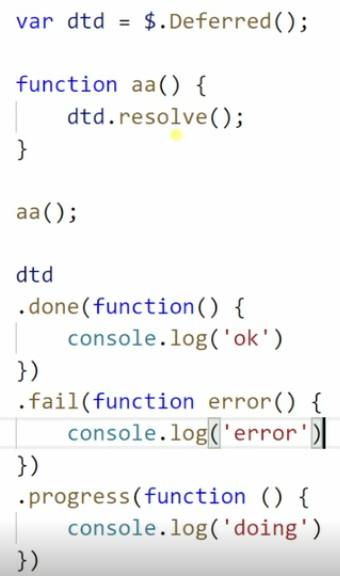 var dtd = $.Deferred();
function aa() {
    dtd.resolve();
}
aa();
dtd
.done(function() {
    console.log('ok')
})
.fail(function error() {
    console.log('error')
})
.progress(function () {
    console.log('doing')
})